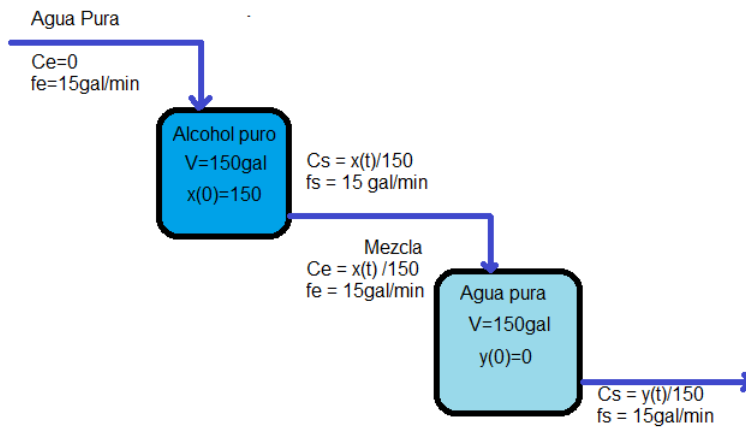 Agua Pura
Ce=0
fe=15gal/min
Alcohol puro
V=150gal
x(0)=150
Cs = x(t)/150
fs = 15 gal/min
Mezcla
Ce = x(t) /150
fe = 15gal/min
Agua pura
V=150gal
y(0)=0
Cs = y(t)/150
fs = 15gal/min